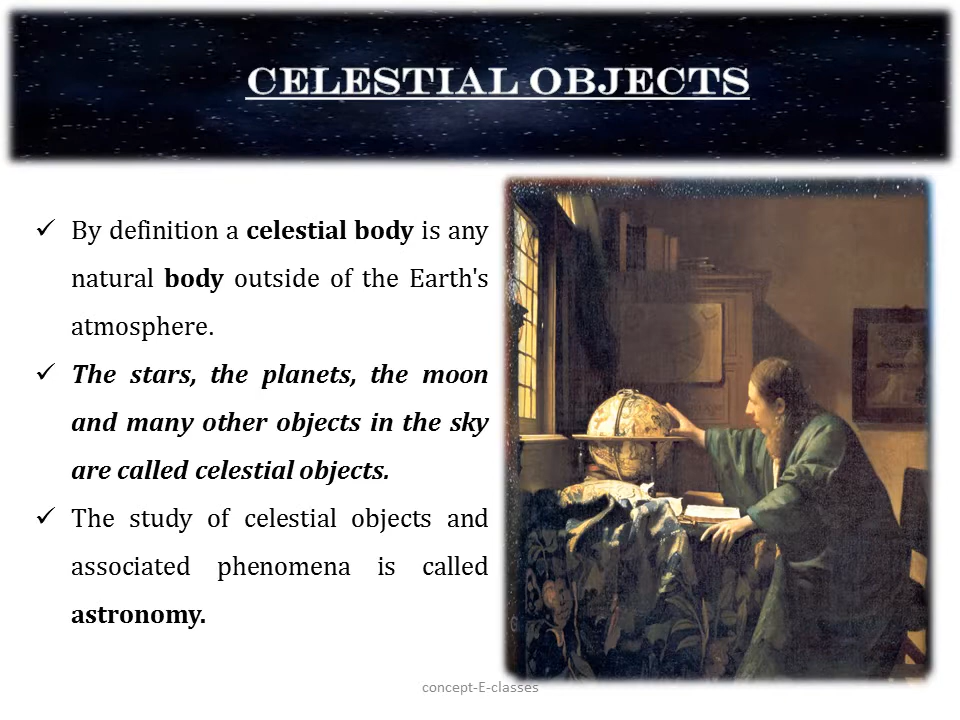 CELESTIAL OBJECTS
✓ By definition a celestial body is any
natural body outside of the Earth's
atmosphere.
✓ The stars, the planets, the moon
and many other objects in the sky
are called celestial objects.
✓ The study of celestial objects and
associated phenomena is called
astronomy.
concept-E-classes